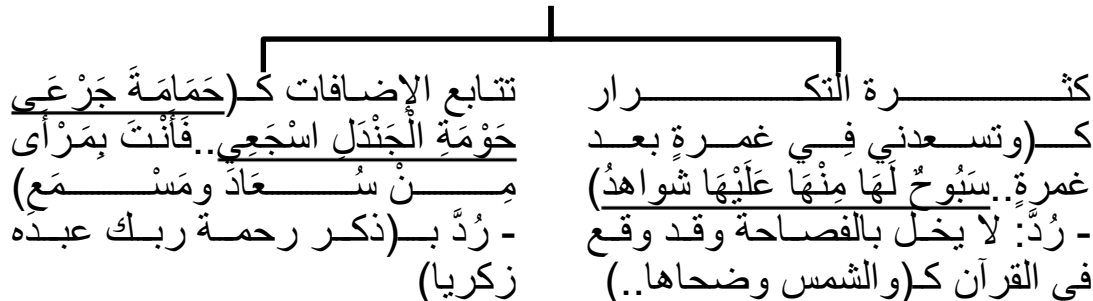 كثرة التكرار
كـ(وتسعدني فِي غمرةٍ بعد
غمرةٍ..سَبُوحٌ لَهَا مِنْهَا عَلَيْهَا شواهدُ)
- رُدَّ: لا يخل بالفصاحة وقد وقع
في القرآن كـ(والشمس وضحاها..)
تتابع الإضافات كـ(حَمَامَةَ جَرْعَى
حَوْمَةِ الْجَنْدَلِ اسْجَعِي..فَأَنْتَ بِمَرْأَى
مِنْ سُعَادَ ومَسْمَعِ)
- رُدَّ بـ(ذكر رحمة ربك عبده
زكريا)